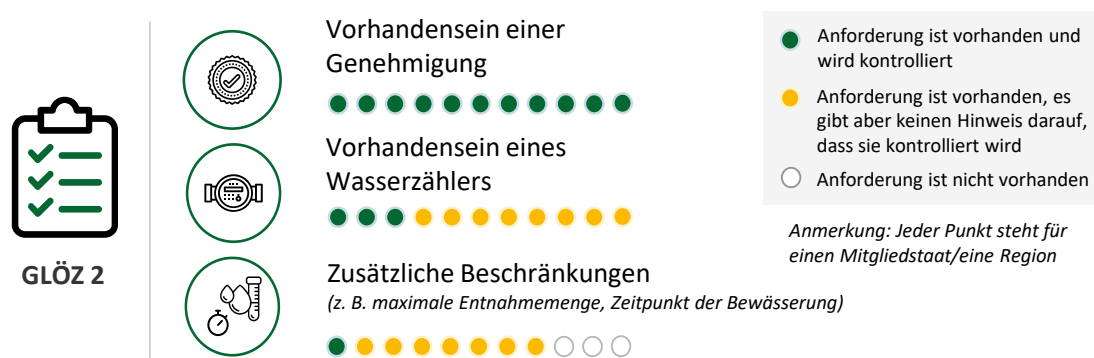 Vorhandensein einer
Genehmigung
Vorhandensein eines
Wasserzählers
Zusätzliche Beschränkungen
(z. B. maximale Entnahmemenge, Zeitpunkt der Bewässerung)
GLÖZ 2
Anforderung ist vorhanden und
wird kontrolliert
Anforderung ist vorhanden, es
gibt aber keinen Hinweis darauf,
dass sie kontrolliert wird
Anforderung ist nicht vorhanden
Anmerkung: Jeder Punkt steht für
einen Mitgliedstaat/eine Region